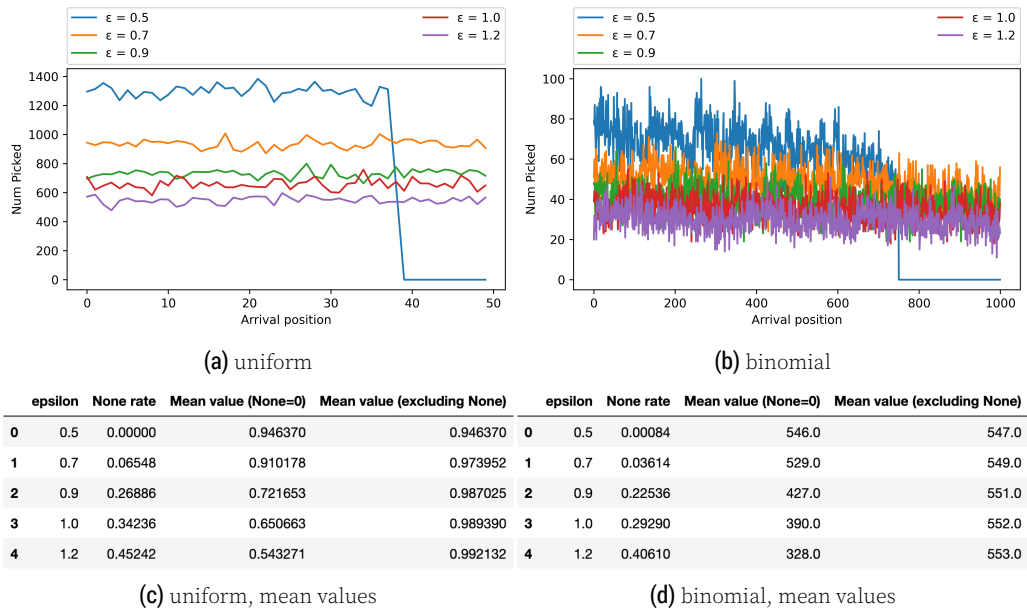 ε = 0.5
ε = 0.7
ε = 0.9
ε = 1.0
ε = 1.2
Num Picked
1400
1200
1000
800
600
400
200
0
0 10 20 30 40 50
Arrival position
(a) uniform
ε = 0.5
ε = 0.7
ε = 0.9
ε = 1.0
ε = 1.2
Num Picked
100
80
60
40
20
0
0 200 400 600 800 1000
Arrival position
(b) binomial
epsilon None rate Mean value (None=0) Mean value (excluding None)
0 0.5 0.00000 0.946370 0.946370
1 0.7 0.06548 0.910178 0.973952
2 0.9 0.26886 0.721653 0.987025
3 1.0 0.34236 0.650663 0.989390
4 1.2 0.45242 0.543271 0.992132
(c) uniform, mean values
epsilon None rate Mean value (None=0) Mean value (excluding None)
0 0.5 0.00084 546.0 547.0
1 0.7 0.03614 529.0 549.0
2 0.9 0.22536 427.0 551.0
3 1.0 0.29290 390.0 552.0
4 1.2 0.40610 328.0 553.0
(d) binomial, mean values